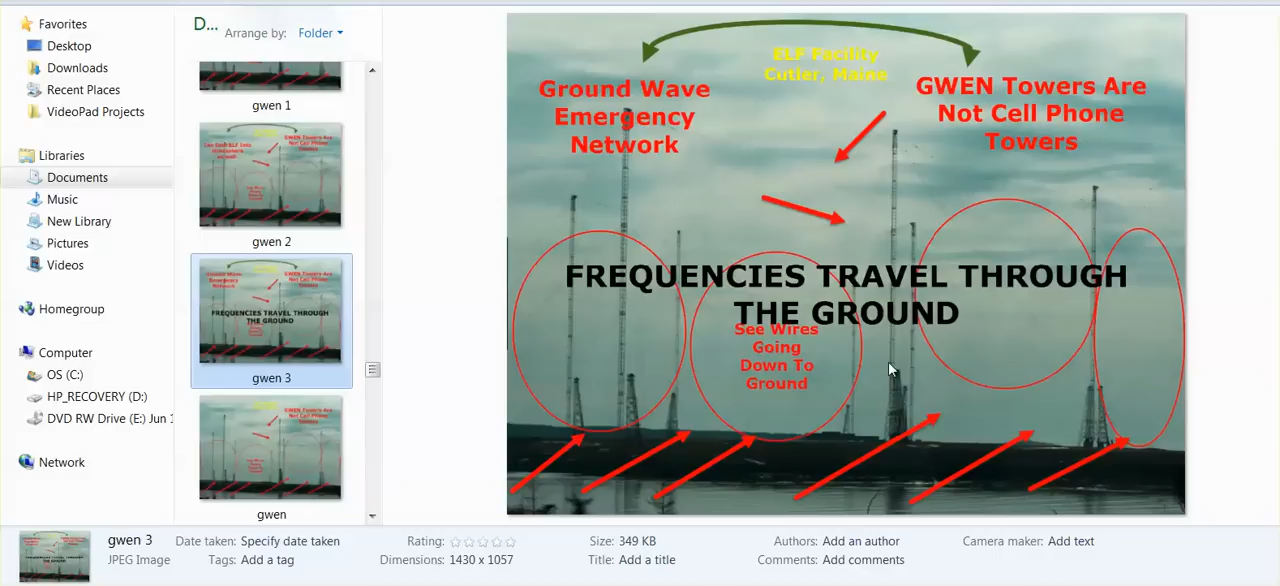 Favorites
Desktop
Downloads
Recent Places
VideoPad Projects
Libraries
Documents
Music
New Library
Pictures
Videos
Homegroup
Computer
OS (C:)
HP_RECOVERY (D:)
DVD RW Drive (E:) Jun 1
Network
D...
Arrange by: Folder
gwen 1
gwen 2
gwen 3
gwen
ELF Facility
Cutler, Maine
Ground Wave
Emergency
Network
GWEN Towers Are
Not Cell Phone
Towers
FREQUENCIES TRAVEL THROUGH
THE GROUND
See Wires
Going
Down To
Ground
gwen 3
JPEG Image
Date taken: Specify date taken
Tags: Add a tag
Rating:
Dimensions: 1430 x 1057
Size: 349 KB
Title: Add a title
Authors: Add an author
Comments: Add comments
Camera maker: Add text